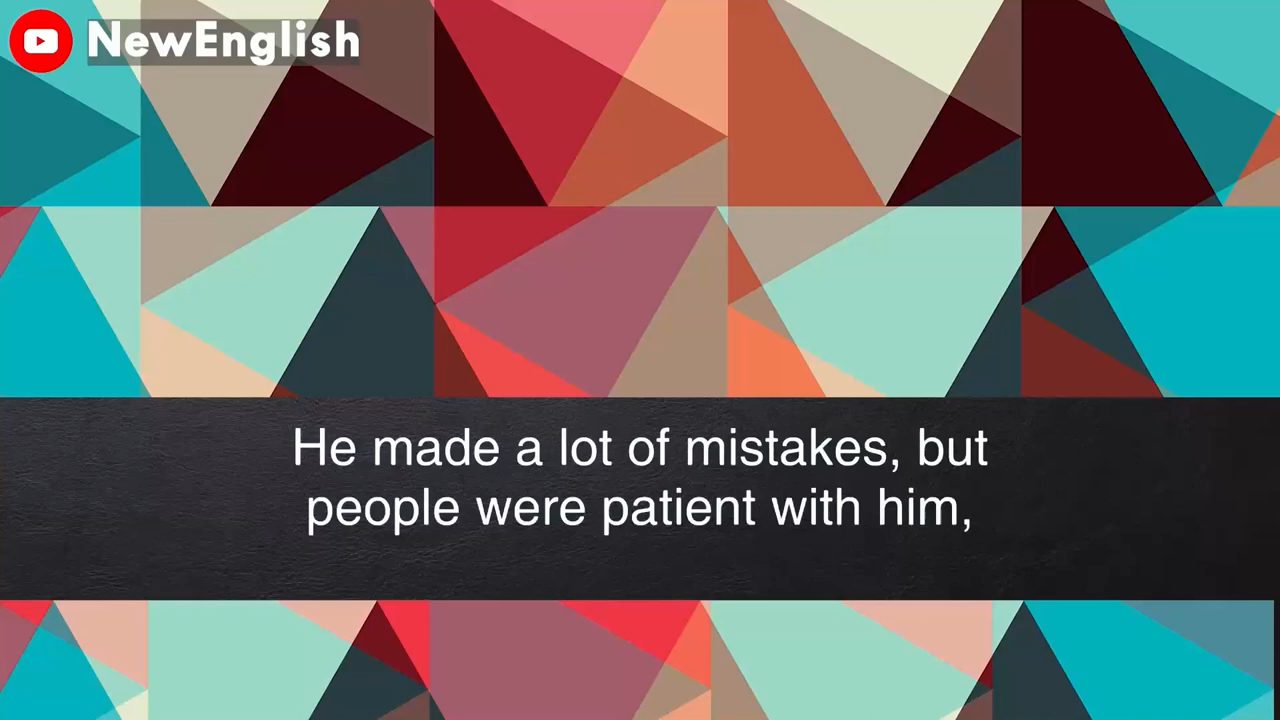 NewEnglish
He made a lot of mistakes, but
people were patient with him,